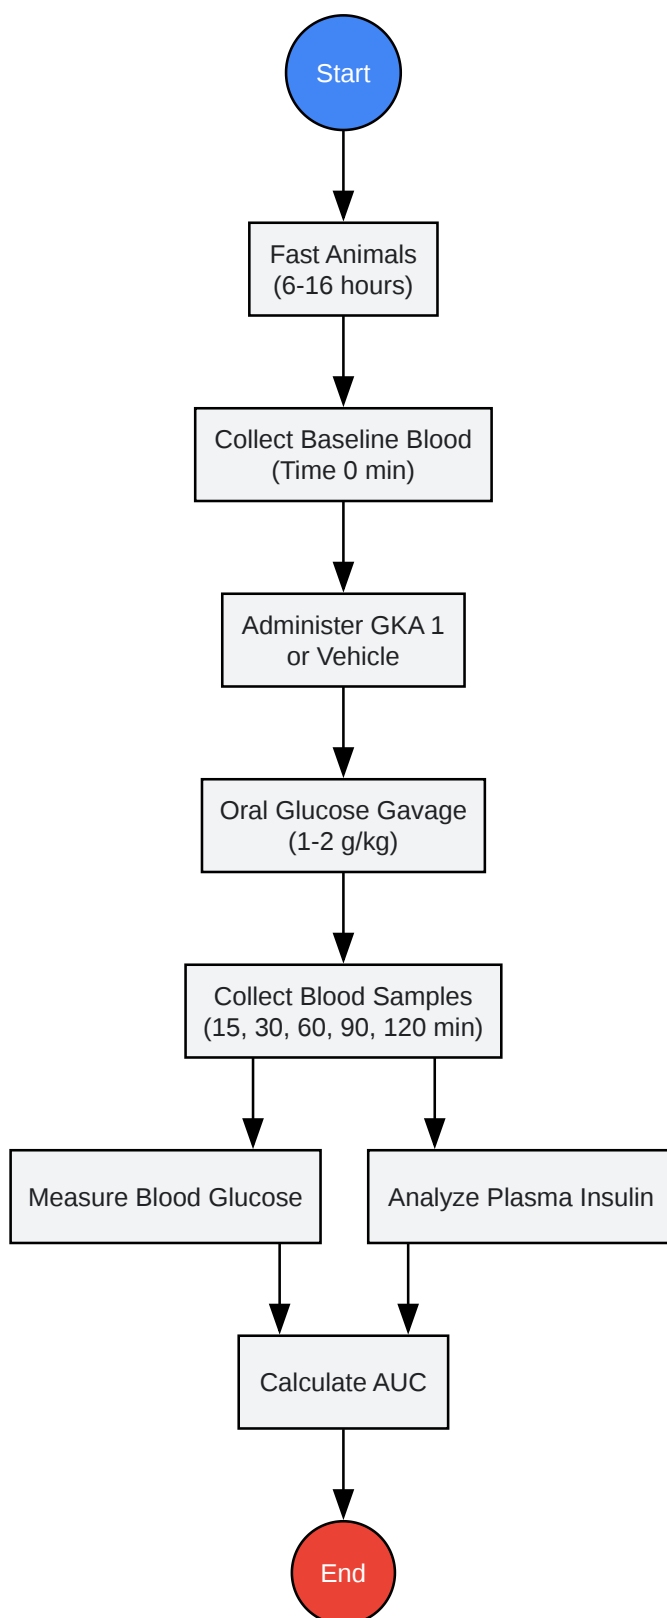 Start
Fast Animals
(6-16 hours)
Collect Baseline Blood
(Time 0 min)
Administer GKA 1
or Vehicle
Oral Glucose Gavage
(1-2 g/kg)
Collect Blood Samples
(15, 30, 60, 90, 120 min)
Measure Blood Glucose
Analyze Plasma Insulin
Calculate AUC
End